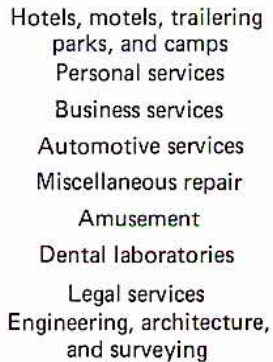 Hotels, motels, trailering
parks, and camps
Personal services
Business services
Automotive services
Miscellaneous repair
Amusement
Dental laboratories
Legal services
Engineering, architecture,
and surveying